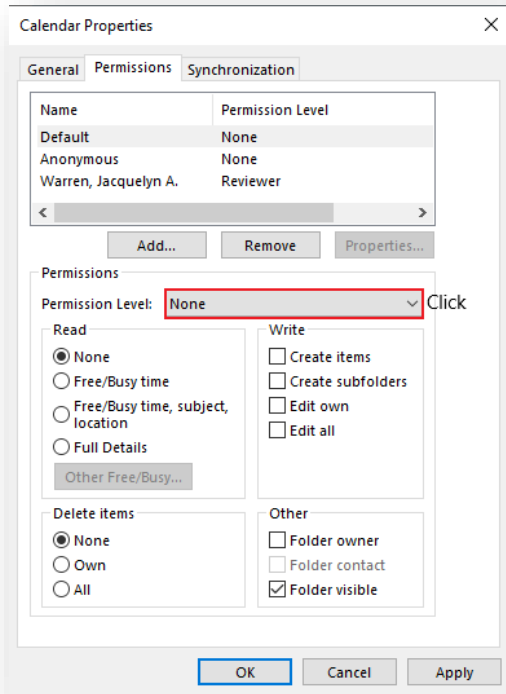 Calendar Properties
General Permissions Synchronization
Name Permission Level
Default None
Anonymous None
Warren, Jacquelyn A. Reviewer
Add... Remove Properties...
Permissions
Permission Level: None Click
Read
None
Free/Busy time
Free/Busy time, subject,
location
Full Details
Other Free/Busy...
Write
Create items
Create subfolders
Edit own
Edit all
Delete items
None
Own
All
Other
Folder owner
Folder contact
Folder visible
OK Cancel Apply